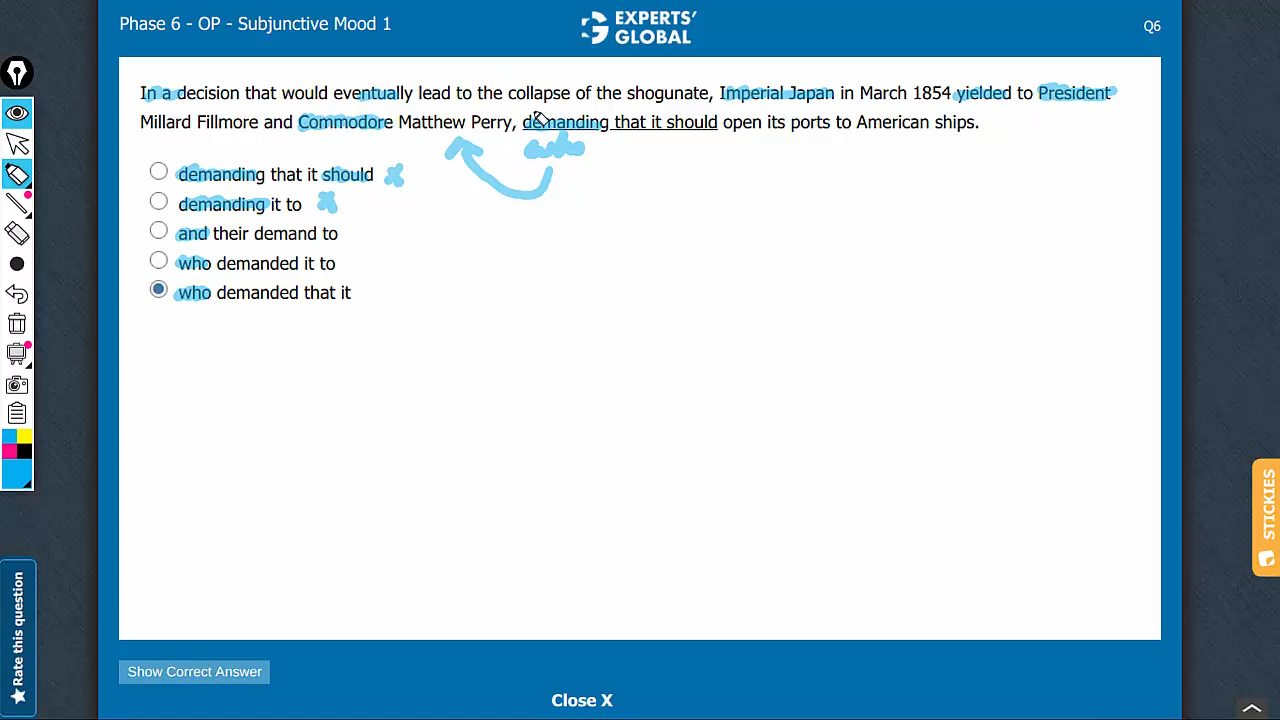 Phase 6 - OP - Subjunctive Mood 1
EXPERTS'
GLOBAL
Q6
In a decision that would eventually lead to the collapse of the shogunate, Imperial Japan in March 1854 yielded to President
Millard Fillmore and Commodore Matthew Perry, demanding that it should open its ports to American ships.
who
demanding that it should
demanding it to
and their demand to
who demanded it to
who demanded that it
STICKIES
Rate this question
Show Correct Answer
Close X